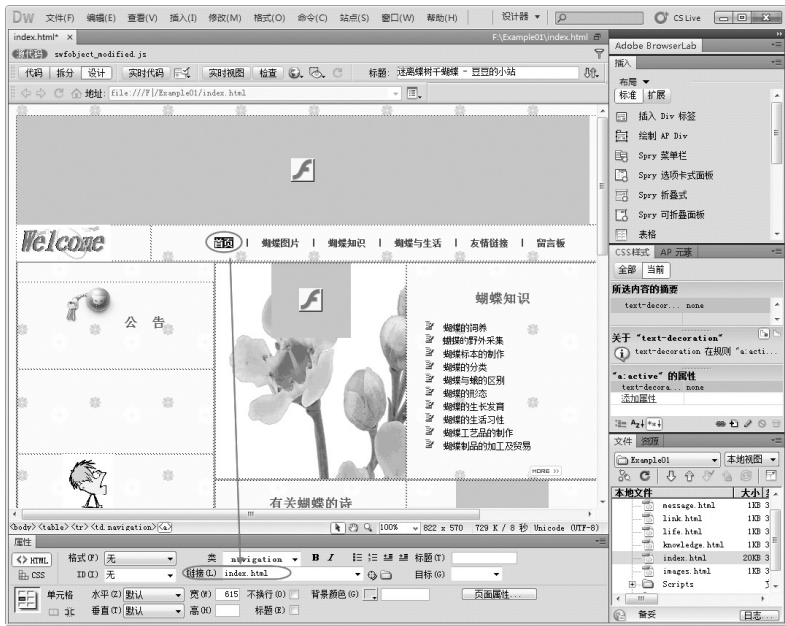 DW 文件(F) 编辑(E) 查看(V) 插入(I) 修改(M) 格式(O) 命令(C) 站点(S) 窗口(W) 帮助(H) 设计器 CS Live
index.html* × F:\Example01\index.html
源代码 swfobject_modified.js
代码 拆分 设计 实时代码 实时视图 检查 标题: 迷离蝶树千蝴蝶 - 豆豆的小站
地址: file:///F|/Example01/index.html
Welcome 首页 | 蝴蝶图片 | 蝴蝶知识 | 蝴蝶与生活 | 友情链接 | 留言板
公 告
蝴蝶知识
蝴蝶的饲养
蝴蝶的野外采集
蝴蝶标本的制作
蝴蝶的分类
蝴蝶与蛾的区别
蝴蝶的形态
蝴蝶的生长发育
蝴蝶的生活习性
蝴蝶工艺品的制作
蝴蝶制品的加工及贸易
MORE >>
有关蝴蝶的诗
<body><table><tr><td.navigation><a> 100% 822 x 570 729 K / 8 秒 Unicode (UTF-8)
属性
<> HTML 格式(F) 无 类 navigation B I 标题(T)
CSS ID(I) 无 链接(L) index.html 目标(G)
单元格 水平(Z) 默认 宽(W) 615 不换行(O) 背景颜色(G) 页面属性...
垂直(T) 默认 高(H) 标题(E)
Adobe BrowserLab
插入
布局
标准 扩展
插入 Div 标签
绘制 AP Div
Spry 菜单栏
Spry 选项卡式面板
Spry 折叠式
Spry 可折叠面板
表格
CSS样式 AP 元素
全部 当前
所选内容的摘要
text-decor... none
关于 "text-decoration"
text-decoration 在规则 "a:acti...
"a:active" 的属性
text-decora... none
添加属性
文件 资源
Example01 本地视图
本地文件 大小
message.html 1KB
link.html 1KB
life.html 1KB
knowledge.html 1KB
index.html 20KB
images.html 1KB
Scripts
备妥 日志...